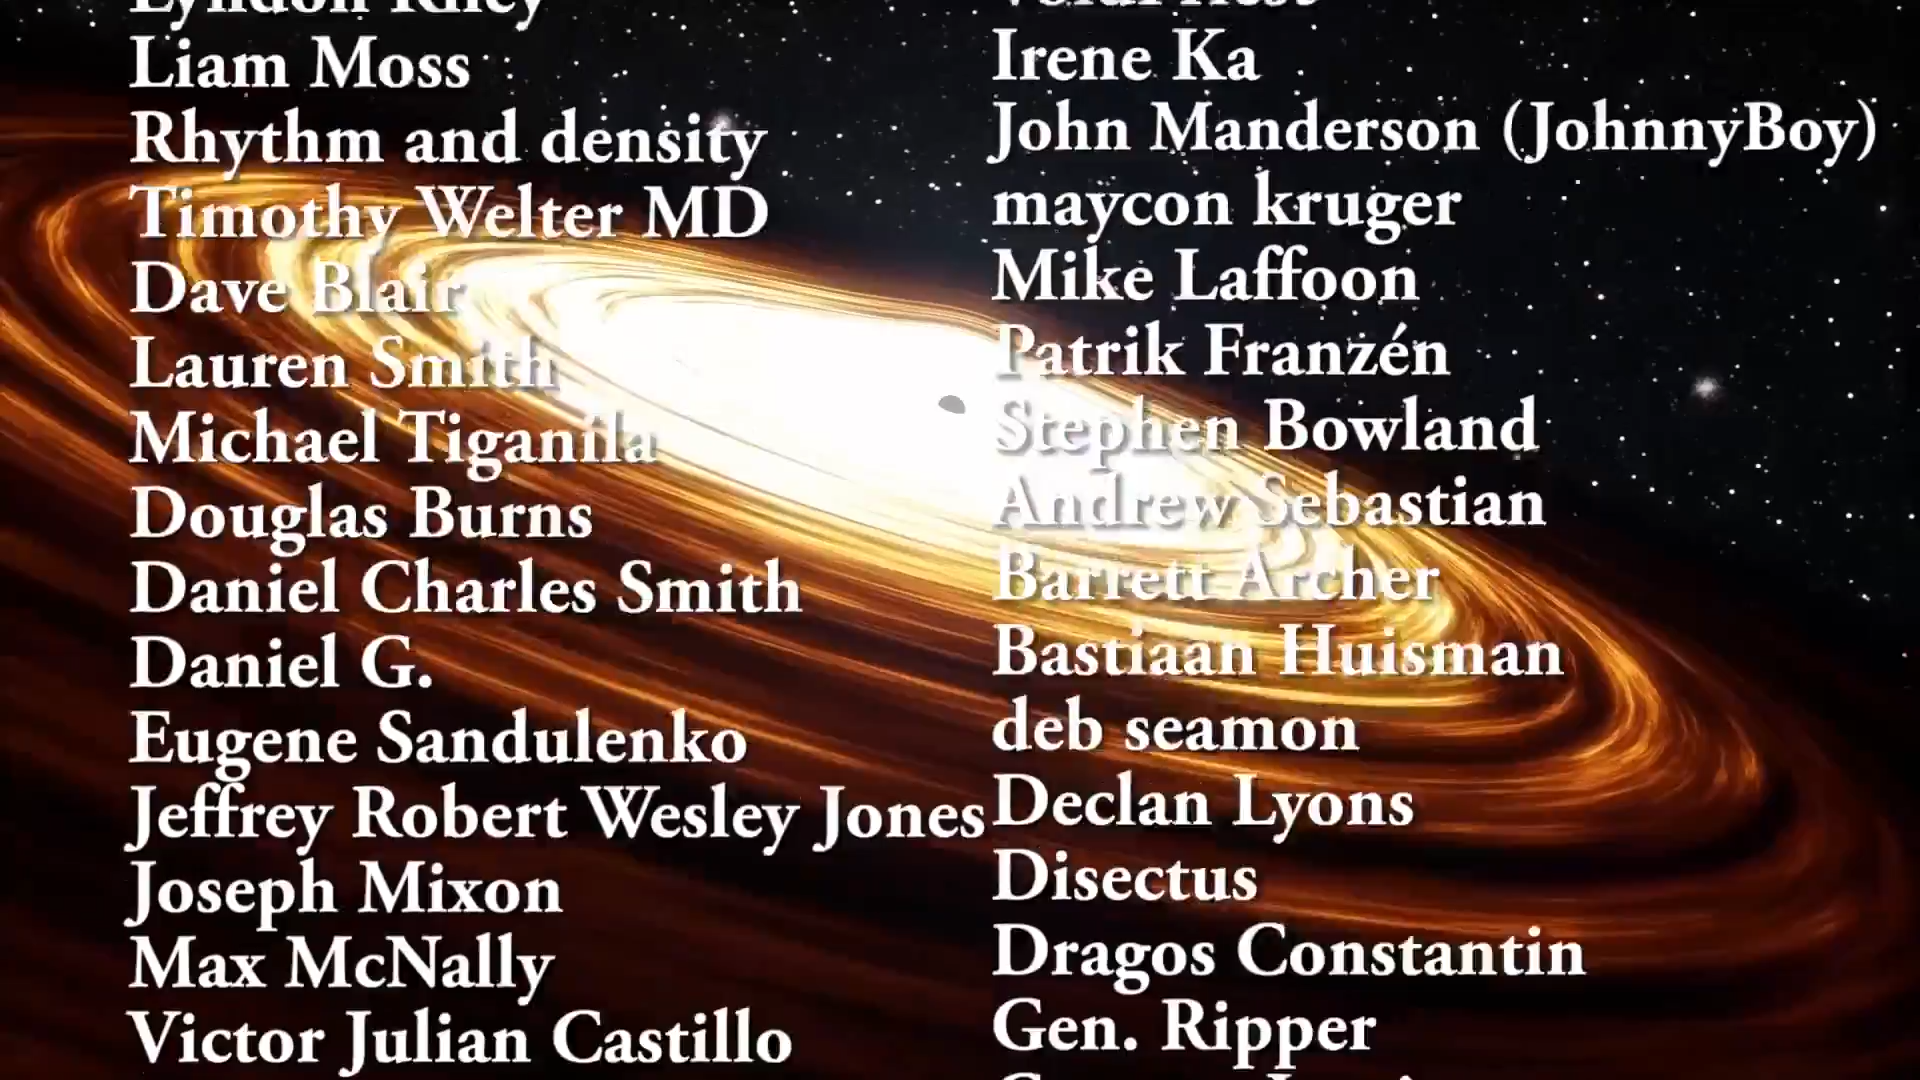 Lyndon Riley
Liam Moss
Rhythm and density
Timothy Welter MD
Dave Blair
Lauren Smith
Michael Tiganila
Douglas Burns
Daniel Charles Smith
Daniel G.
Eugene Sandulenko
Jeffrey Robert Wesley Jones
Joseph Mixon
Max McNally
Victor Julian Castillo
Irene Ka
John Manderson (JohnnyBoy)
maycon kruger
Mike Laffoon
Patrik Franzén
Stephen Bowland
Andrew Sebastian
Barrett Archer
Bastiaan Huisman
deb seamon
Declan Lyons
Disectus
Dragos Constantin
Gen. Ripper